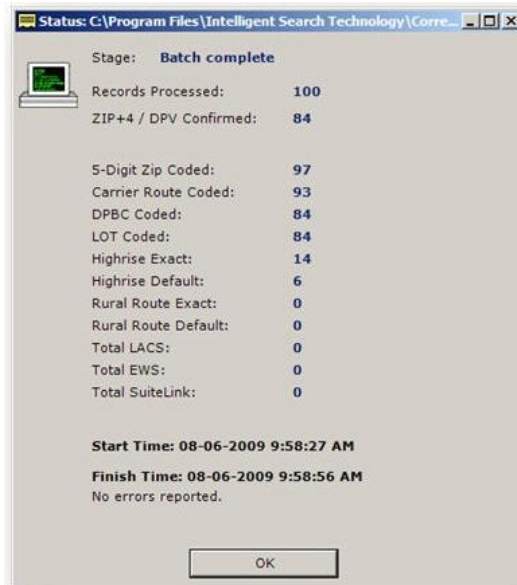 Status: C:\Program Files\Intelligent Search Technology\Corre...
Stage: Batch complete
Records Processed: 100
ZIP+4 / DPV Confirmed: 84
5-Digit Zip Coded: 97
Carrier Route Coded: 93
DPBC Coded: 84
LOT Coded: 84
Highrise Exact: 14
Highrise Default: 6
Rural Route Exact: 0
Rural Route Default: 0
Total LACS: 0
Total EWS: 0
Total SuiteLink: 0
Start Time: 08-06-2009 9:58:27 AM
Finish Time: 08-06-2009 9:58:56 AM
No errors reported.
OK